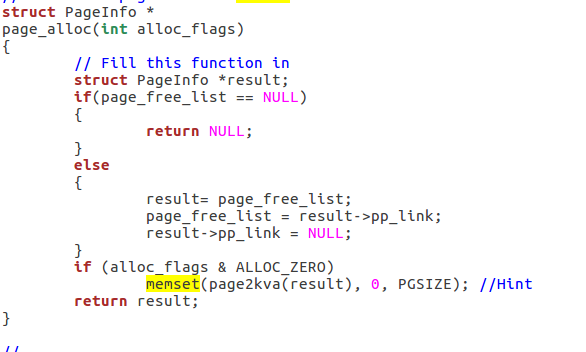 struct PageInfo *
page_alloc(int alloc_flags)
{
        // Fill this function in
        struct PageInfo *result;
        if(page_free_list == NULL)
        {
                return NULL;
        }
        else
        {
                result= page_free_list;
                page_free_list = result->pp_link;
                result->pp_link = NULL;
        }
        if (alloc_flags & ALLOC_ZERO)
                memset(page2kva(result), 0, PGSIZE); //Hint
        return result;
}
//